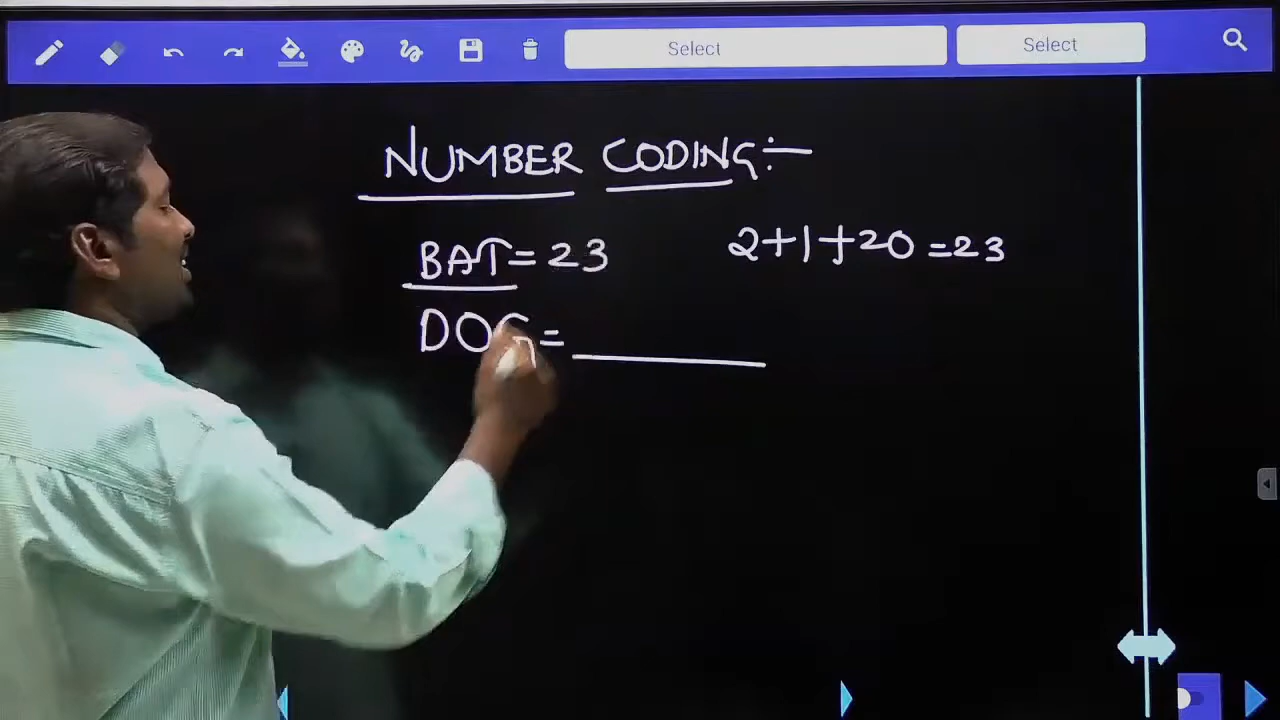 Select Select
NUMBER CODING:-
BAT = 23 2+1+20 = 23
DOG =